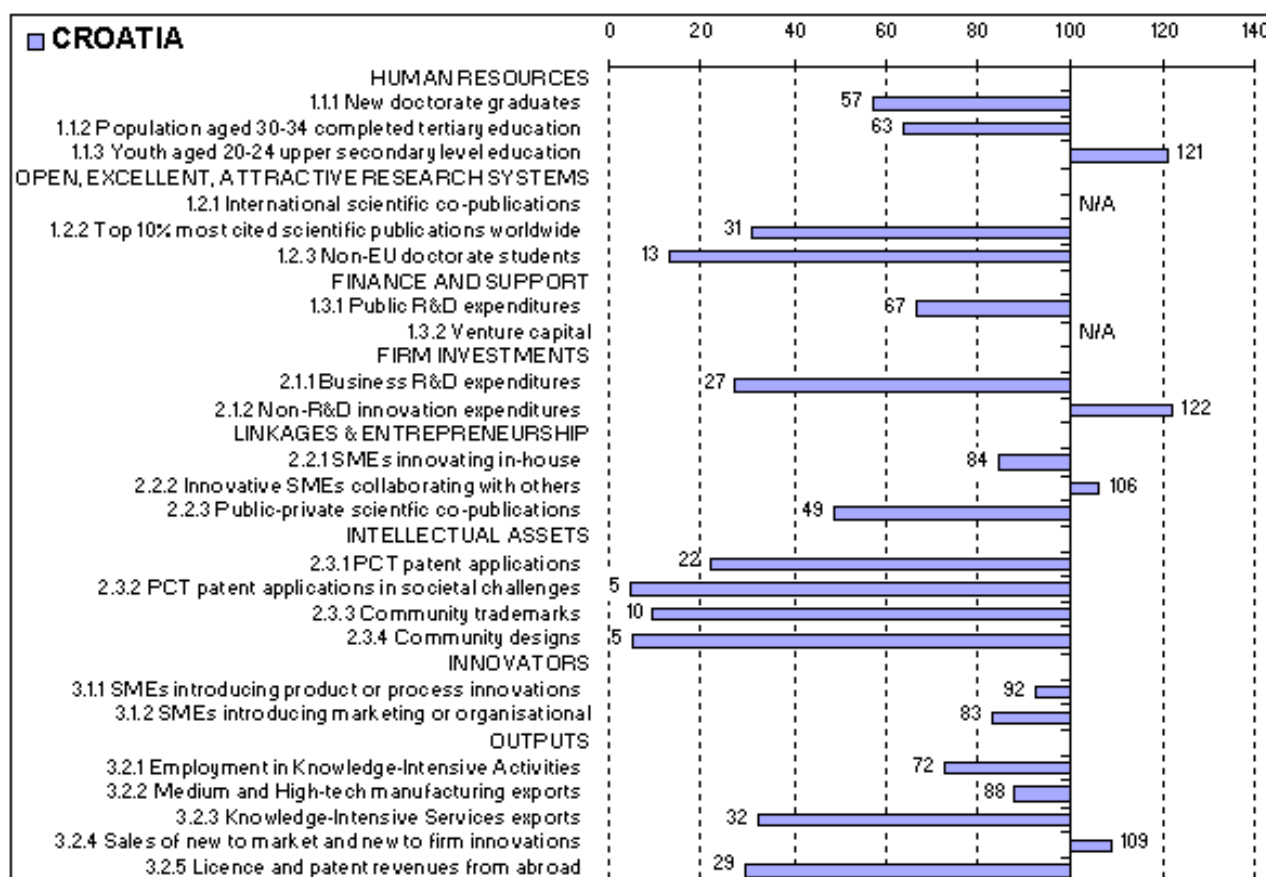 CROATIA
0 20 40 60 80 100 120 140
HUMAN RESOURCES
1.1.1 New doctorate graduates 57
1.1.2 Population aged 30-34 completed tertiary education 63
1.1.3 Youth aged 20-24 upper secondary level education 121
OPEN, EXCELLENT, ATTRACTIVE RESEARCH SYSTEMS
1.2.1 International scientific co-publications N/A
1.2.2 Top 10% most cited scientific publications worldwide 31
1.2.3 Non-EU doctorate students 13
FINANCE AND SUPPORT
1.3.1 Public R&D expenditures 67
1.3.2 Venture capital N/A
FIRM INVESTMENTS
2.1.1 Business R&D expenditures 27
2.1.2 Non-R&D innovation expenditures 122
LINKAGES & ENTREPRENEURSHIP
2.2.1 SMEs innovating in-house 84
2.2.2 Innovative SMEs collaborating with others 106
2.2.3 Public-private scientfc co-publications 49
INTELLECTUAL ASSETS
2.3.1 PCT patent applications 22
2.3.2 PCT patent applications in societal challenges 5
2.3.3 Community trademarks 10
2.3.4 Community designs 5
INNOVATORS
3.1.1 SMEs introducing product or process innovations 92
3.1.2 SMEs introducing marketing or organisational 83
OUTPUTS
3.2.1 Employment in Knowledge-Intensive Activities 72
3.2.2 Medium and High-tech manufacturing exports 88
3.2.3 Knowledge-Intensive Services exports 32
3.2.4 Sales of new to market and new to firm innovations 109
3.2.5 Licence and patent revenues from abroad 29